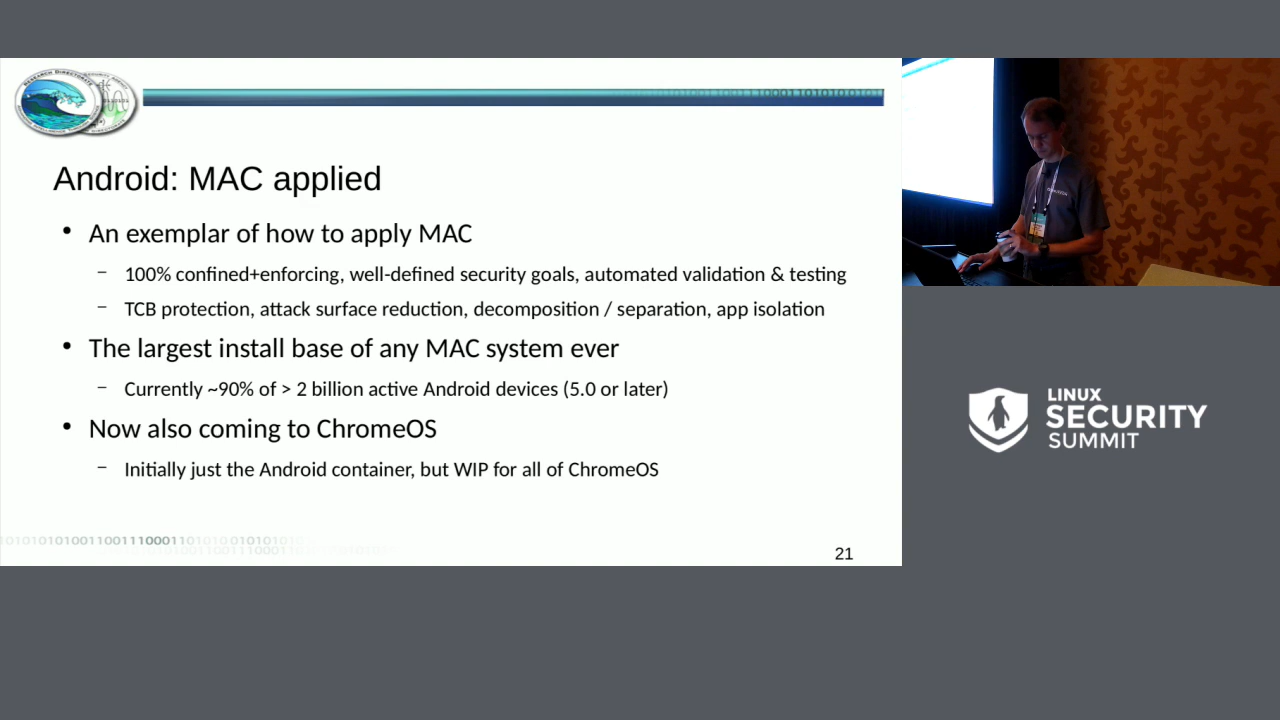 Android: MAC applied
• An exemplar of how to apply MAC
– 100% confined+enforcing, well-defined security goals, automated validation & testing
– TCB protection, attack surface reduction, decomposition / separation, app isolation
• The largest install base of any MAC system ever
– Currently ~90% of > 2 billion active Android devices (5.0 or later)
• Now also coming to ChromeOS
– Initially just the Android container, but WIP for all of ChromeOS
21
LINUX
SECURITY
SUMMIT